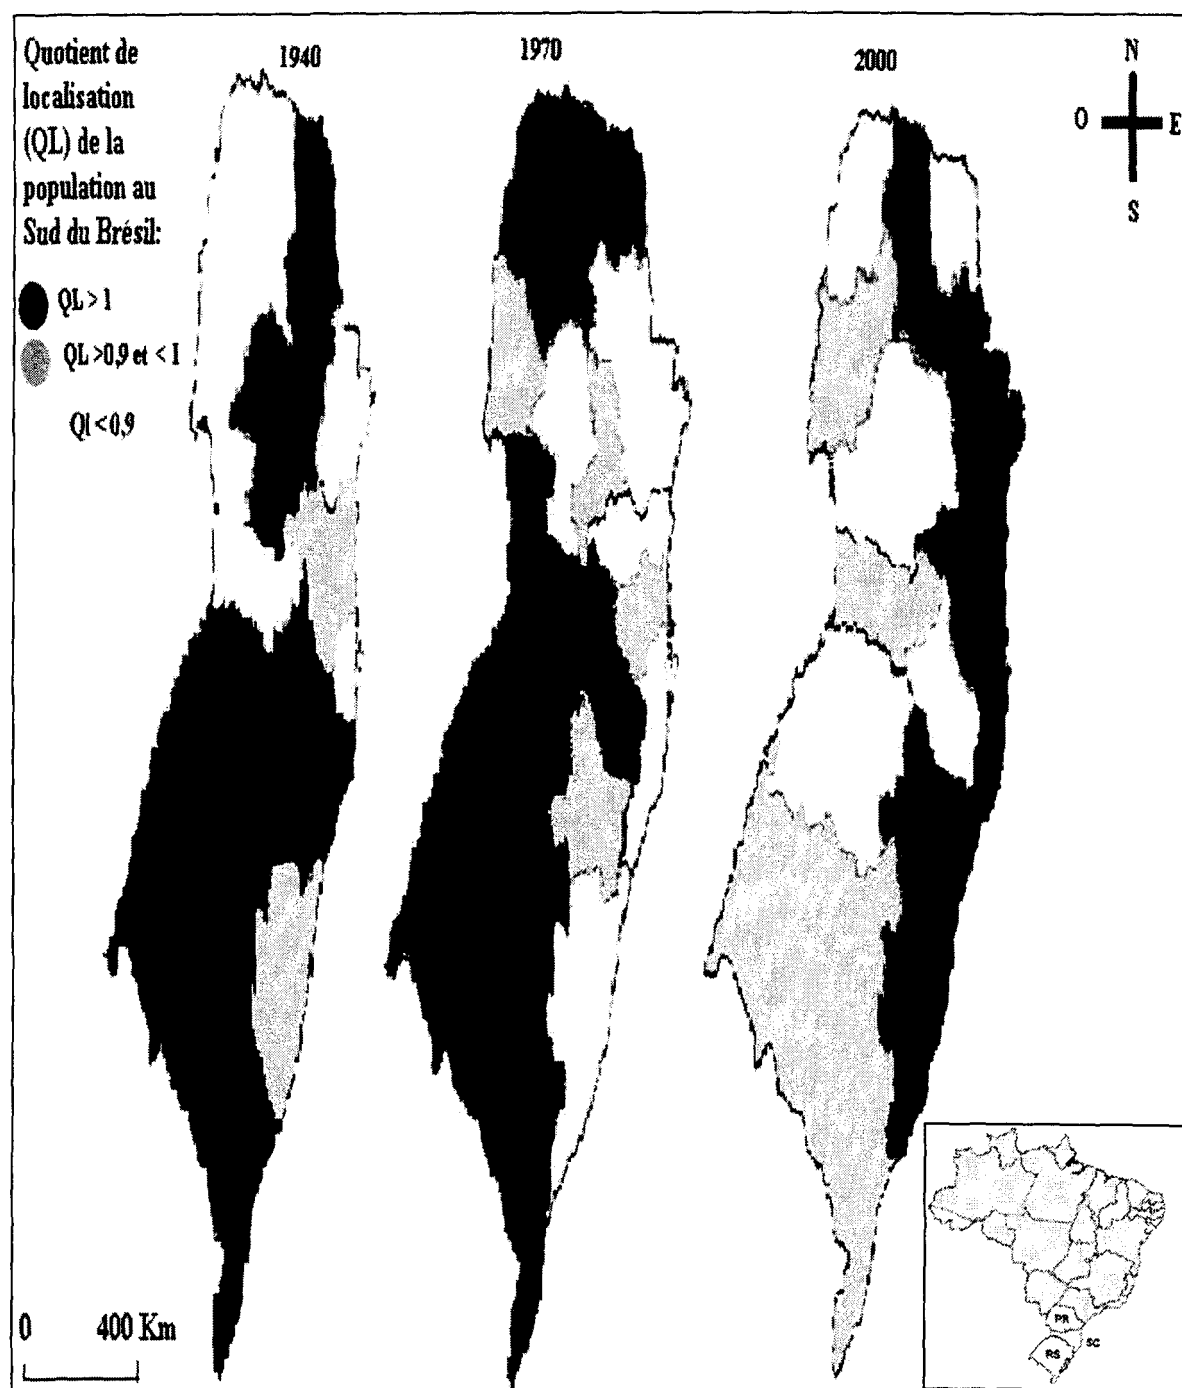 Quotient de
localisation
(QL) de la
population au
Sud du Brésil:
QL > 1
QL >0,9 et < 1
Ql < 0,9
1940
1970
2000
N
O
E
S
0 400 Km
PR
SC
RS